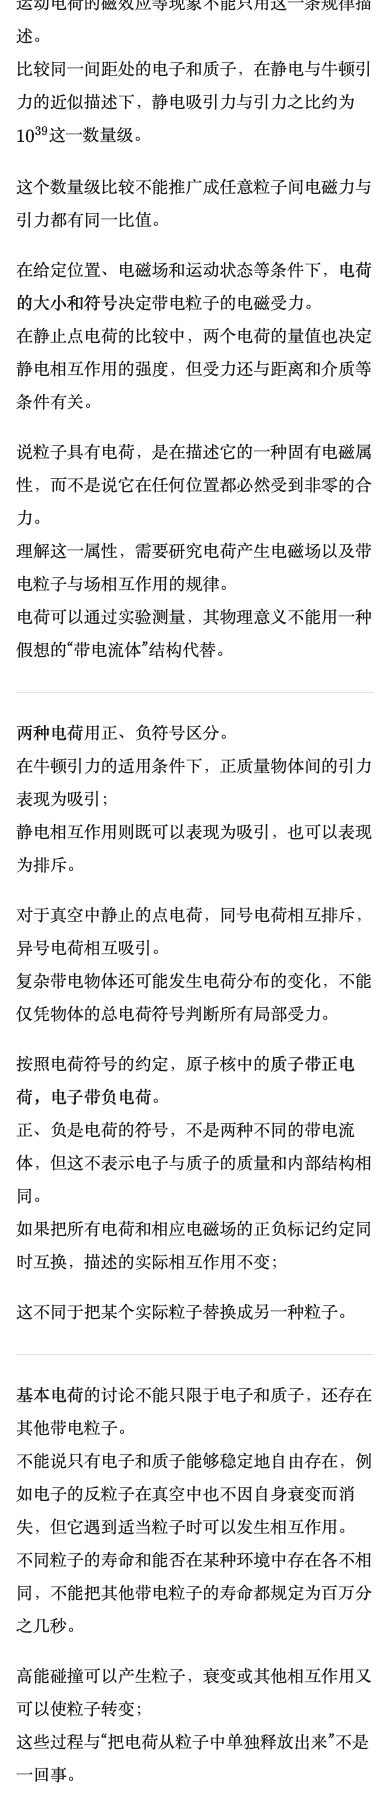 运动电荷的磁效应等现象不能只用这一条规律描
述。
比较同一间距处的电子和质子，在静电与牛顿引
力的近似描述下，静电吸引力与引力之比约为
10³⁹这一数量级。
这个数量级比较不能推广成任意粒子间电磁力与
引力都有同一比值。
在给定位置、电磁场和运动状态等条件下，电荷
的大小和符号决定带电粒子的电磁受力。
在静止点电荷的比较中，两个电荷的量值也决定
静电相互作用的强度，但受力还与距离和介质等
条件有关。
说粒子具有电荷，是在描述它的一种固有电磁属
性，而不是说它在任何位置都必然受到非零的合
力。
理解这一属性，需要研究电荷产生电磁场以及带
电粒子与场相互作用的规律。
电荷可以通过实验测量，其物理意义不能用一种
假想的“带电流体”结构代替。
两种电荷用正、负符号区分。
在牛顿引力的适用条件下，正质量物体间的引力
表现为吸引；
静电相互作用则既可以表现为吸引，也可以表现
为排斥。
对于真空中静止的点电荷，同号电荷相互排斥，
异号电荷相互吸引。
复杂带电物体还可能发生电荷分布的变化，不能
仅凭物体的总电荷符号判断所有局部受力。
按照电荷符号的约定，原子核中的质子带正电
荷，电子带负电荷。
正、负是电荷的符号，不是两种不同的带电流
体，但这不表示电子与质子的质量和内部结构相
同。
如果把所有电荷和相应电磁场的正负标记约定同
时互换，描述的实际相互作用不变；
这不同于把某个实际粒子替换成另一种粒子。
基本电荷的讨论不能只限于电子和质子，还存在
其他带电粒子。
不能说只有电子和质子能够稳定地自由存在，例
如电子的反粒子在真空中也不因自身衰变而消
失，但它遇到适当粒子时可以发生相互作用。
不同粒子的寿命和能否在某种环境中存在各不相
同，不能把其他带电粒子的寿命都规定为百万分
之几秒。
高能碰撞可以产生粒子，衰变或其他相互作用又
可以使粒子转变；
这些过程与“把电荷从粒子中单独释放出来”不是
一回事。